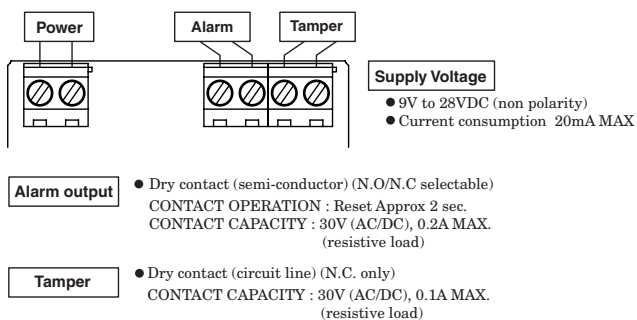 Power
Alarm
Tamper
Supply Voltage
● 9V to 28VDC (non polarity)
● Current consumption 20mA MAX
Alarm output
● Dry contact (semi-conductor) (N.O/N.C selectable)
CONTACT OPERATION : Reset Approx 2 sec.
CONTACT CAPACITY : 30V (AC/DC), 0.2A MAX.
(resistive load)
Tamper
● Dry contact (circuit line) (N.C. only)
CONTACT CAPACITY : 30V (AC/DC), 0.1A MAX.
(resistive load)